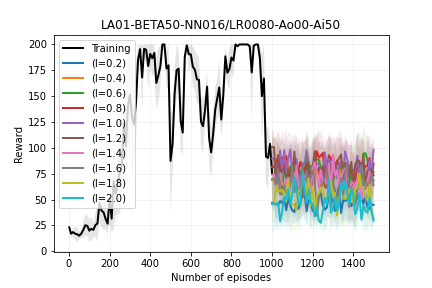 LA01-BETA50-NN016/LR0080-Ao00-Ai50
Reward
200
175
150
125
100
75
50
25
0
Training
(l=0.2)
(l=0.4)
(l=0.6)
(l=0.8)
(l=1.0)
(l=1.2)
(l=1.4)
(l=1.6)
(l=1.8)
(l=2.0)
0 200 400 600 800 1000 1200 1400
Number of episodes